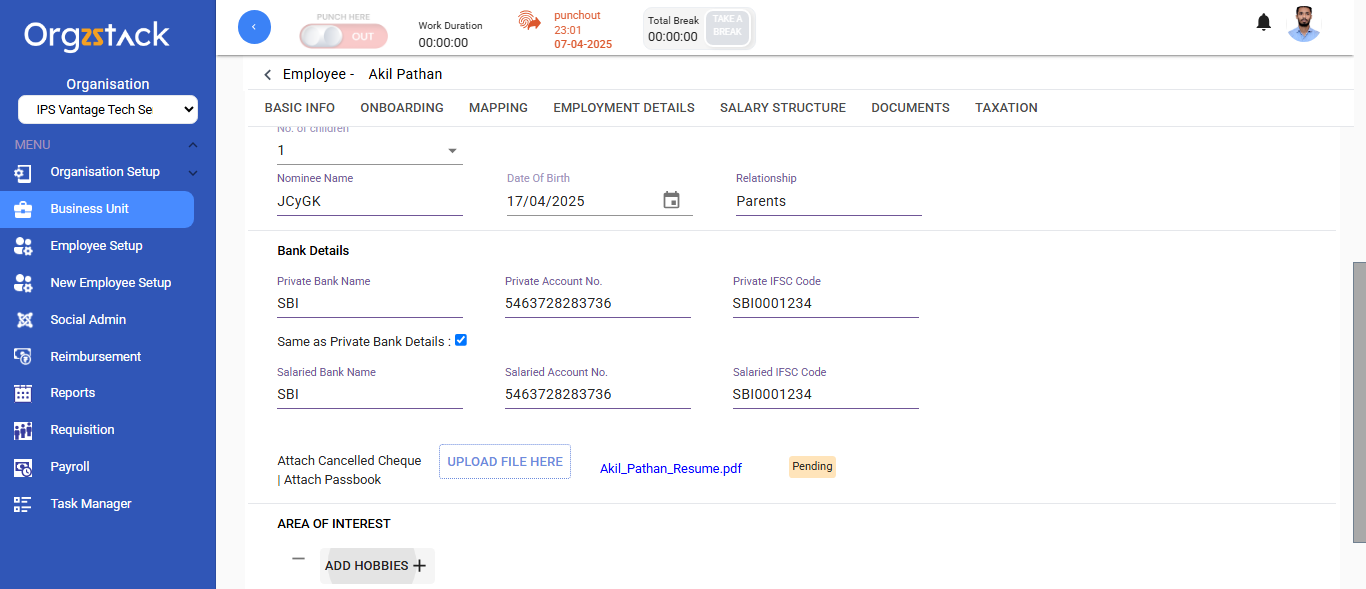 Orgzstack
Organisation
IPS Vantage Tech Se
MENU
Organisation Setup
Business Unit
Employee Setup
New Employee Setup
Social Admin
Reimbursement
Reports
Requisition
Payroll
Task Manager
PUNCH HERE
OUT
Work Duration
00:00:00
punchout
23:01
07-04-2025
Total Break
00:00:00
TAKE A
BREAK
Employee - Akil Pathan
BASIC INFO ONBOARDING MAPPING EMPLOYMENT DETAILS SALARY STRUCTURE DOCUMENTS TAXATION
No. of children
1
Nominee Name Date Of Birth Relationship
JCyGK 17/04/2025 Parents
Bank Details
Private Bank Name Private Account No. Private IFSC Code
SBI 5463728283736 SBI0001234
Same as Private Bank Details :
Salaried Bank Name Salaried Account No. Salaried IFSC Code
SBI 5463728283736 SBI0001234
Attach Cancelled Cheque
| Attach Passbook
UPLOAD FILE HERE Akil_Pathan_Resume.pdf Pending
AREA OF INTEREST
ADD HOBBIES +